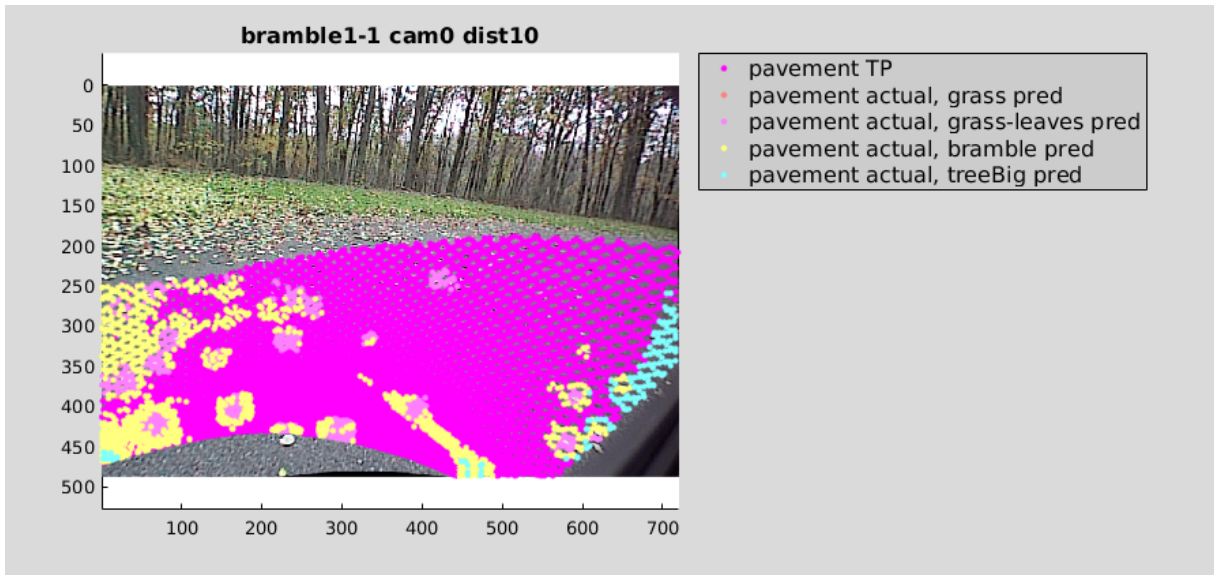 bramble1-1 cam0 dist10
0
50
100
150
200
250
300
350
400
450
500
100 200 300 400 500 600 700
pavement TP
pavement actual, grass pred
pavement actual, grass-leaves pred
pavement actual, bramble pred
pavement actual, treeBig pred